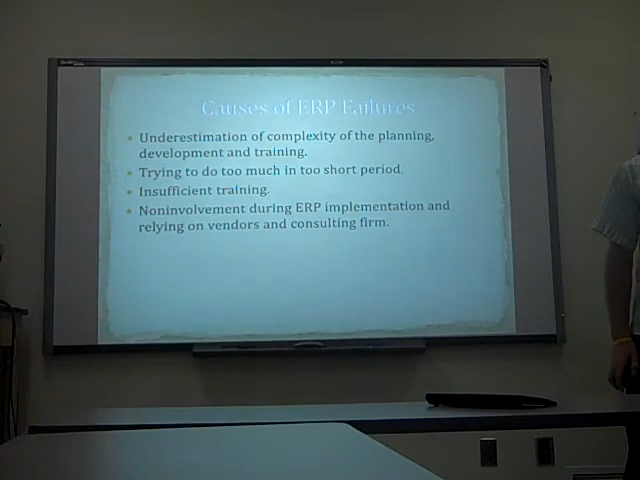 Causes of ERP Failures
Underestimation of complexity of the planning,
development and training.
Trying to do too much in too short period.
Insufficient training.
Noninvolvement during ERP implementation and
relying on vendors and consulting firm.